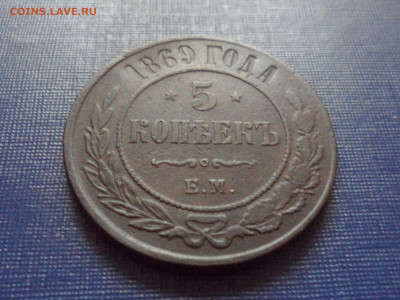 COINS.LAVE.RU
1869 ГОДА
* 5 *
КОПѢЕКЪ
Е.М.